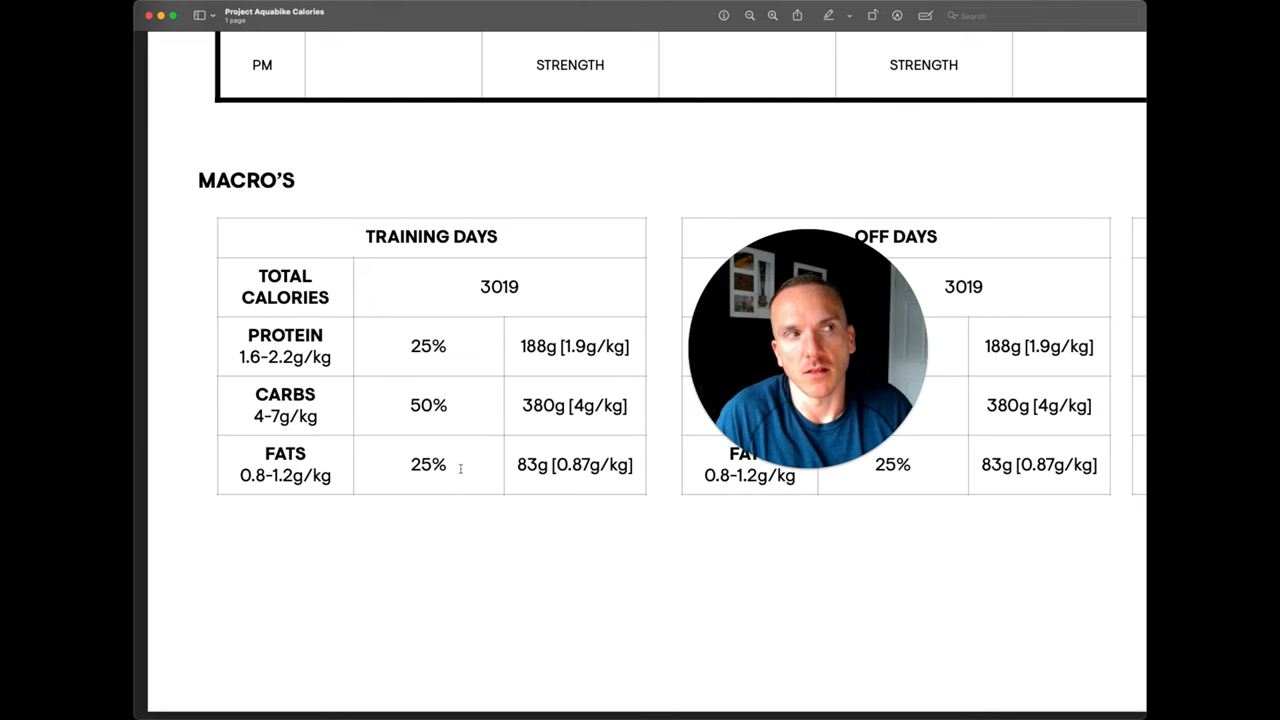 Project Aquabike Calories
1 page
Search
PM
STRENGTH
STRENGTH
MACRO'S
TRAINING DAYS
TOTAL CALORIES
3019
PROTEIN
1.6-2.2g/kg
25%
188g [1.9g/kg]
CARBS
4-7g/kg
50%
380g [4g/kg]
FATS
0.8-1.2g/kg
25%
83g [0.87g/kg]
OFF DAYS
3019
188g [1.9g/kg]
380g [4g/kg]
0.8-1.2g/kg
25%
83g [0.87g/kg]